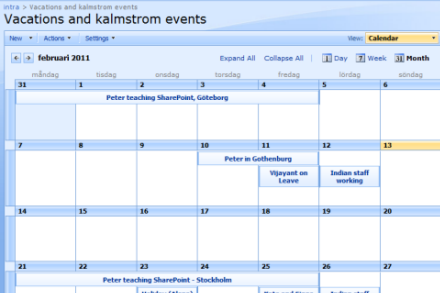 intra > Vacations and kalmstrom events
Vacations and kalmstrom events
New Actions Settings View: Calendar
februari 2011 Expand All Collapse All Day Week Month
måndag tisdag onsdag torsdag fredag lördag söndag
31 1 2 3 4 5 6
Peter teaching SharePoint, Göteborg
7 8 9 10 11 12 13
Peter in Gothenburg
Vijayant on Leave
Indian staff working
14 15 16 17 18 19 20
21 22 23 24 25 26 27
Peter teaching SharePoint - Stockholm
Indian staff